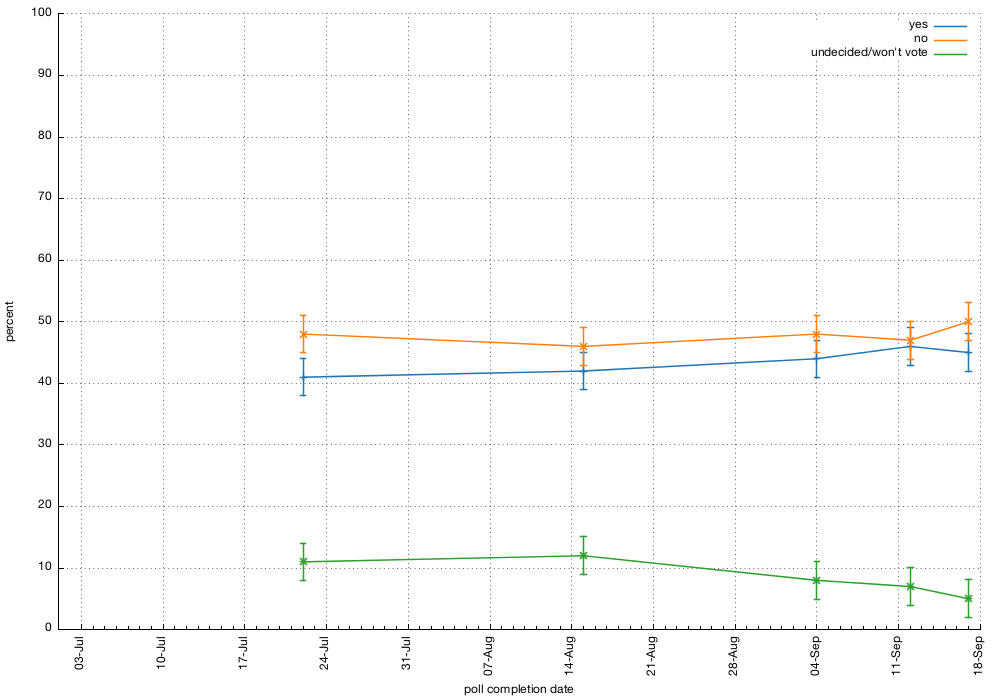 100
90
80
70
60
50
40
30
20
10
0
percent
yes
no
undecided/won't vote
03-Jul
10-Jul
17-Jul
24-Jul
31-Jul
07-Aug
14-Aug
21-Aug
28-Aug
04-Sep
11-Sep
18-Sep
poll completion date